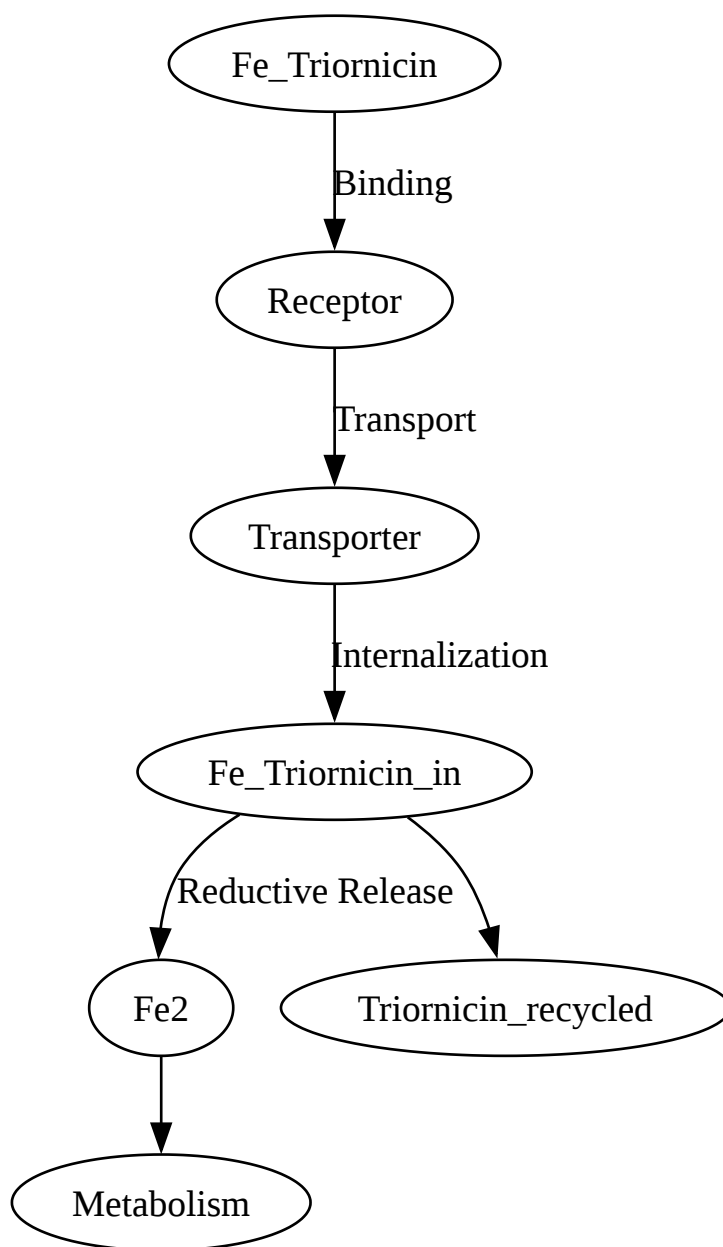 Fe_Triornicin
Binding
Receptor
Transport
Transporter
Internalization
Fe_Triornicin_in
Reductive Release
Fe2
Triornicin_recycled
Metabolism